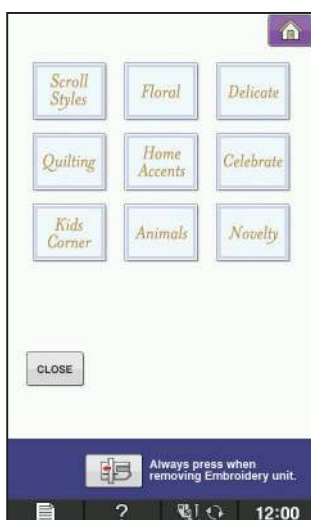 Scroll
Styles
Floral
Delicate
Quilting
Home
Accents
Celebrate
Kids
Corner
Animals
Novelty
CLOSE
Always press when
removing Embroidery unit.
?
12:00